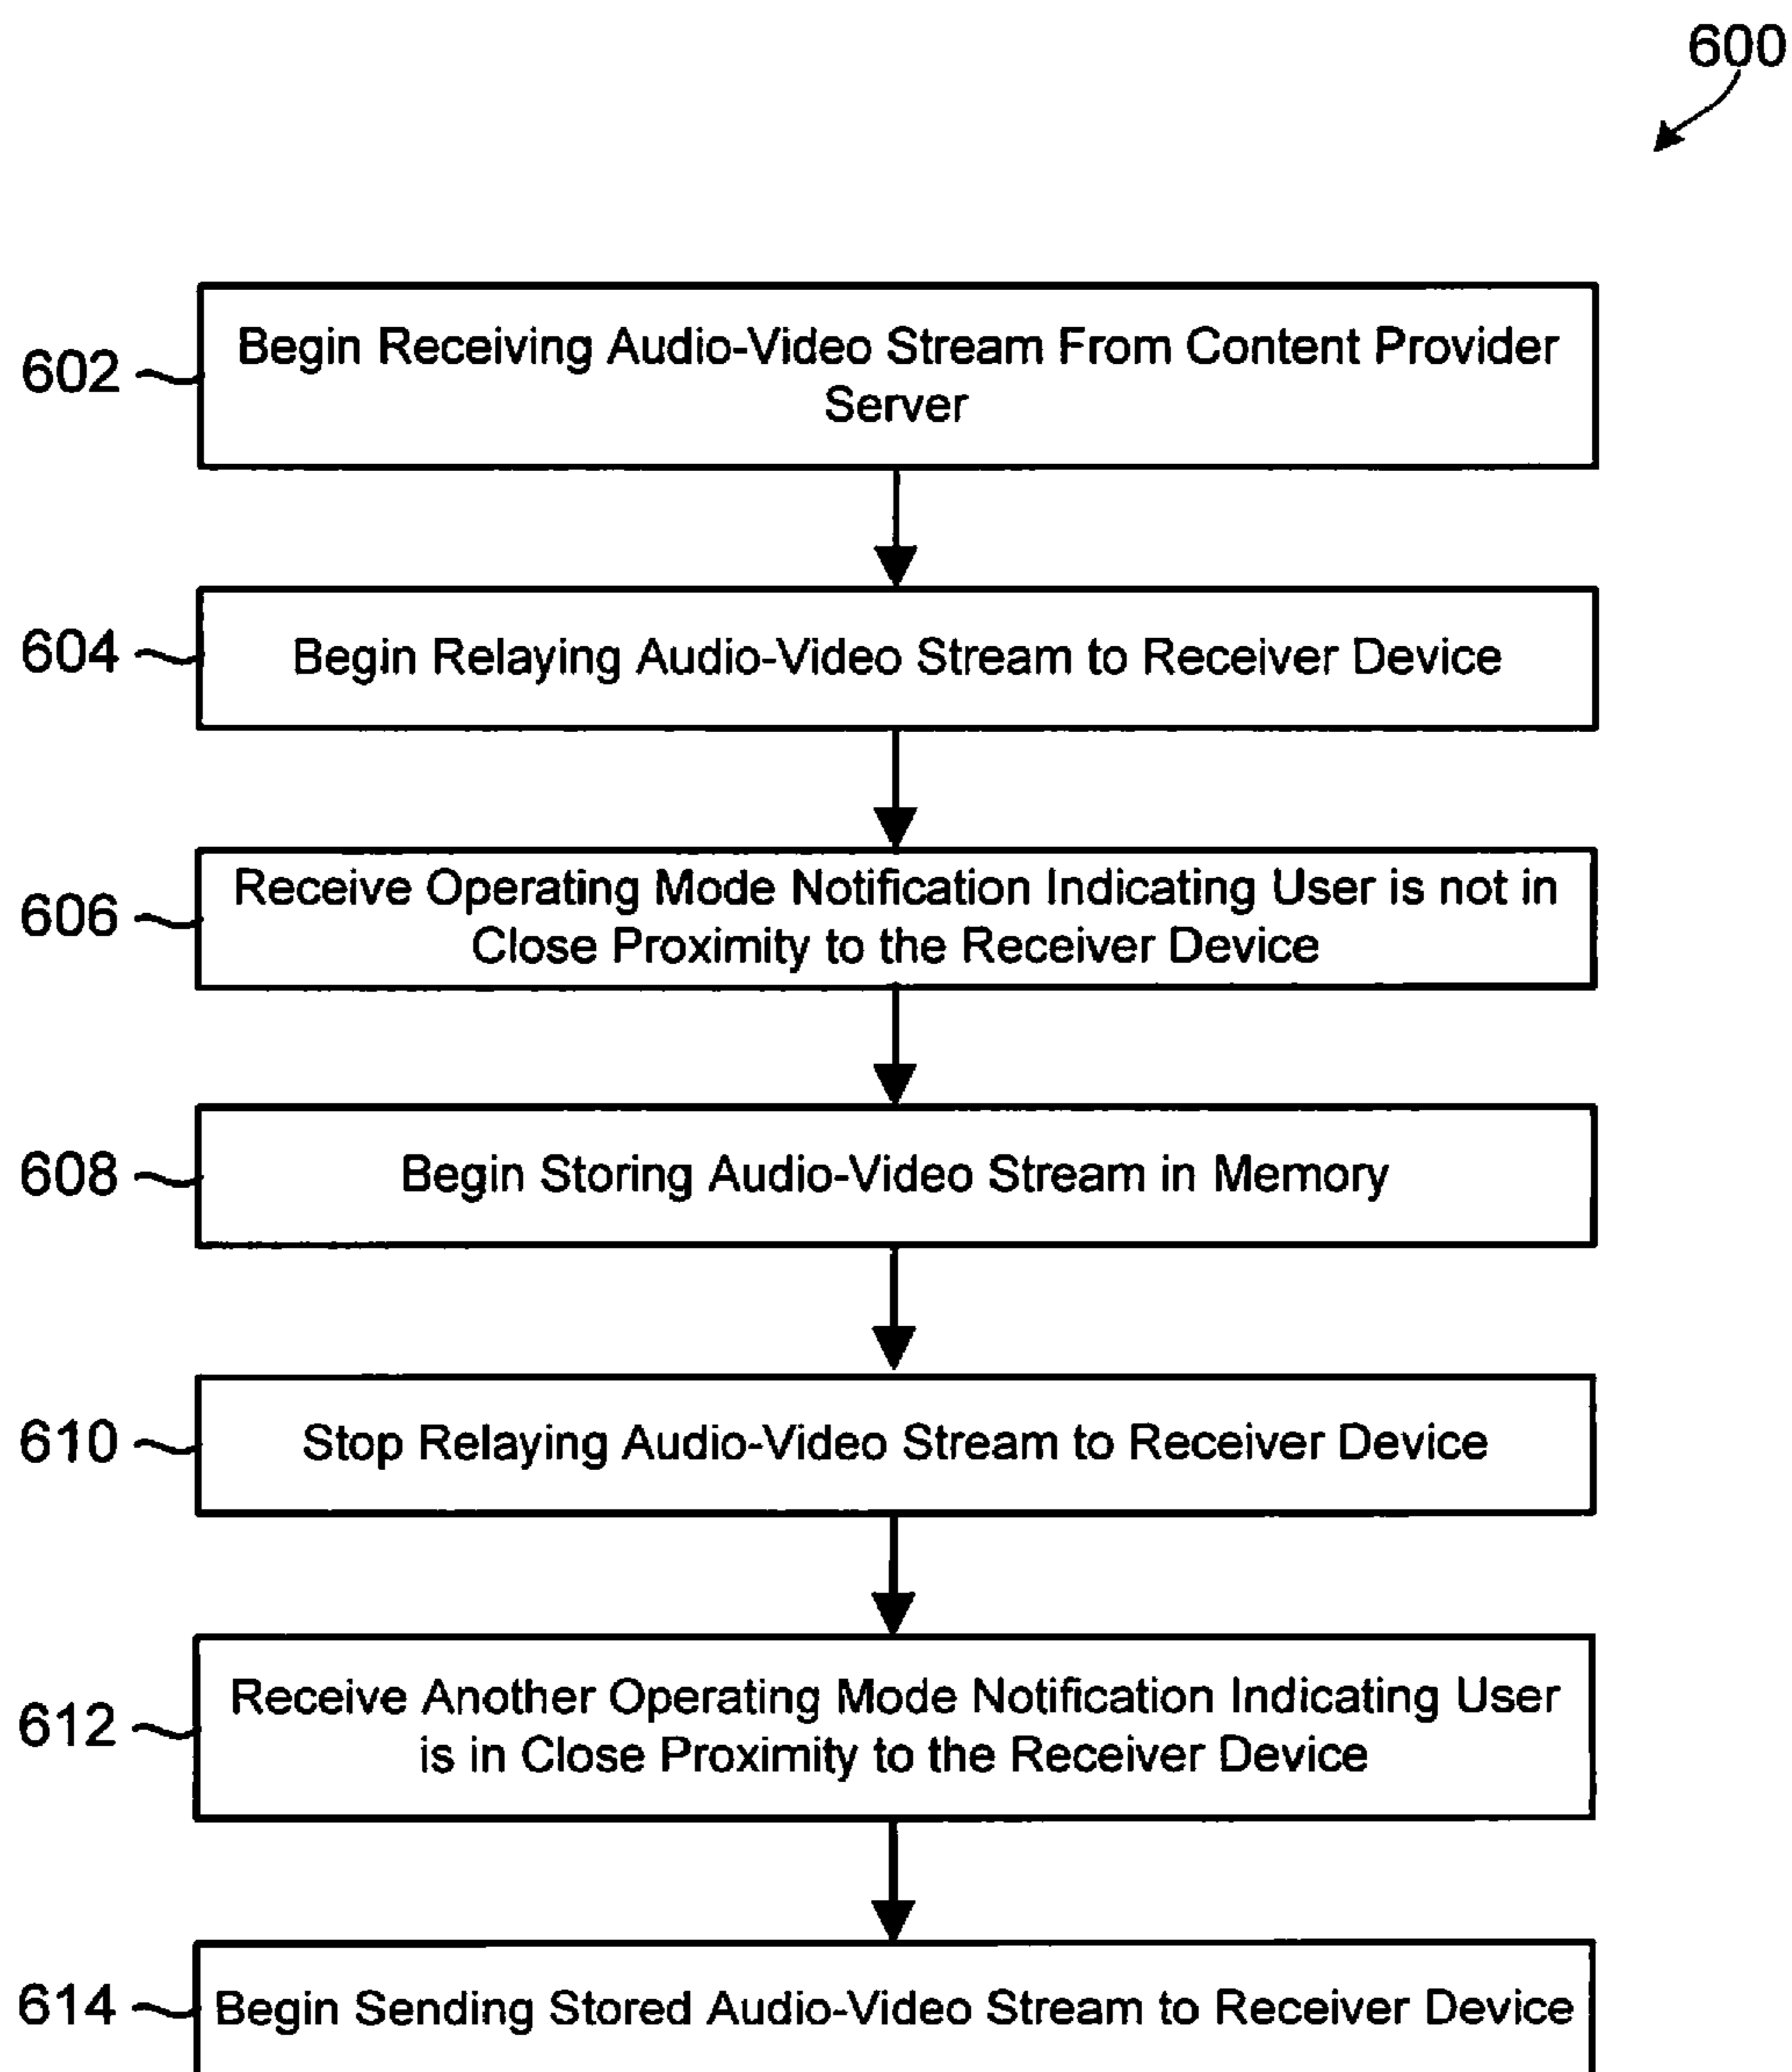 600
602
Begin Receiving Audio-Video Stream From Content Provider
Server
604
Begin Relaying Audio-Video Stream to Receiver Device
606
Receive Operating Mode Notification Indicating User is not in
Close Proximity to the Receiver Device
608
Begin Storing Audio-Video Stream in Memory
610
Stop Relaying Audio-Video Stream to Receiver Device
612
Receive Another Operating Mode Notification Indicating User
is in Close Proximity to the Receiver Device
614
Begin Sending Stored Audio-Video Stream to Receiver Device